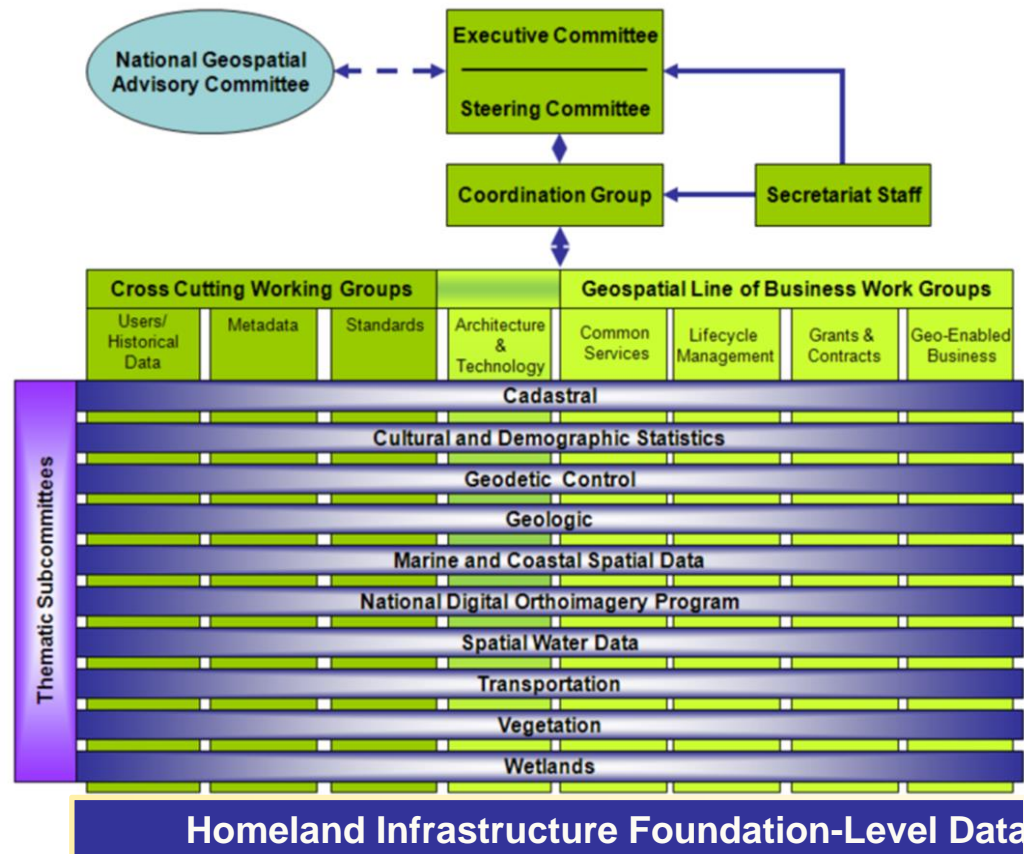 National Geospatial
Advisory Committee
Executive Committee
Steering Committee
Coordination Group
Secretariat Staff
Cross Cutting Working Groups
Geospatial Line of Business Work Groups
Users/
Historical
Data
Metadata
Standards
Architecture
&
Technology
Common
Services
Lifecycle
Management
Grants &
Contracts
Geo-Enabled
Business
Thematic Subcommittees
Cadastral
Cultural and Demographic Statistics
Geodetic Control
Geologic
Marine and Coastal Spatial Data
National Digital Orthoimagery Program
Spatial Water Data
Transportation
Vegetation
Wetlands
Homeland Infrastructure Foundation-Level Data